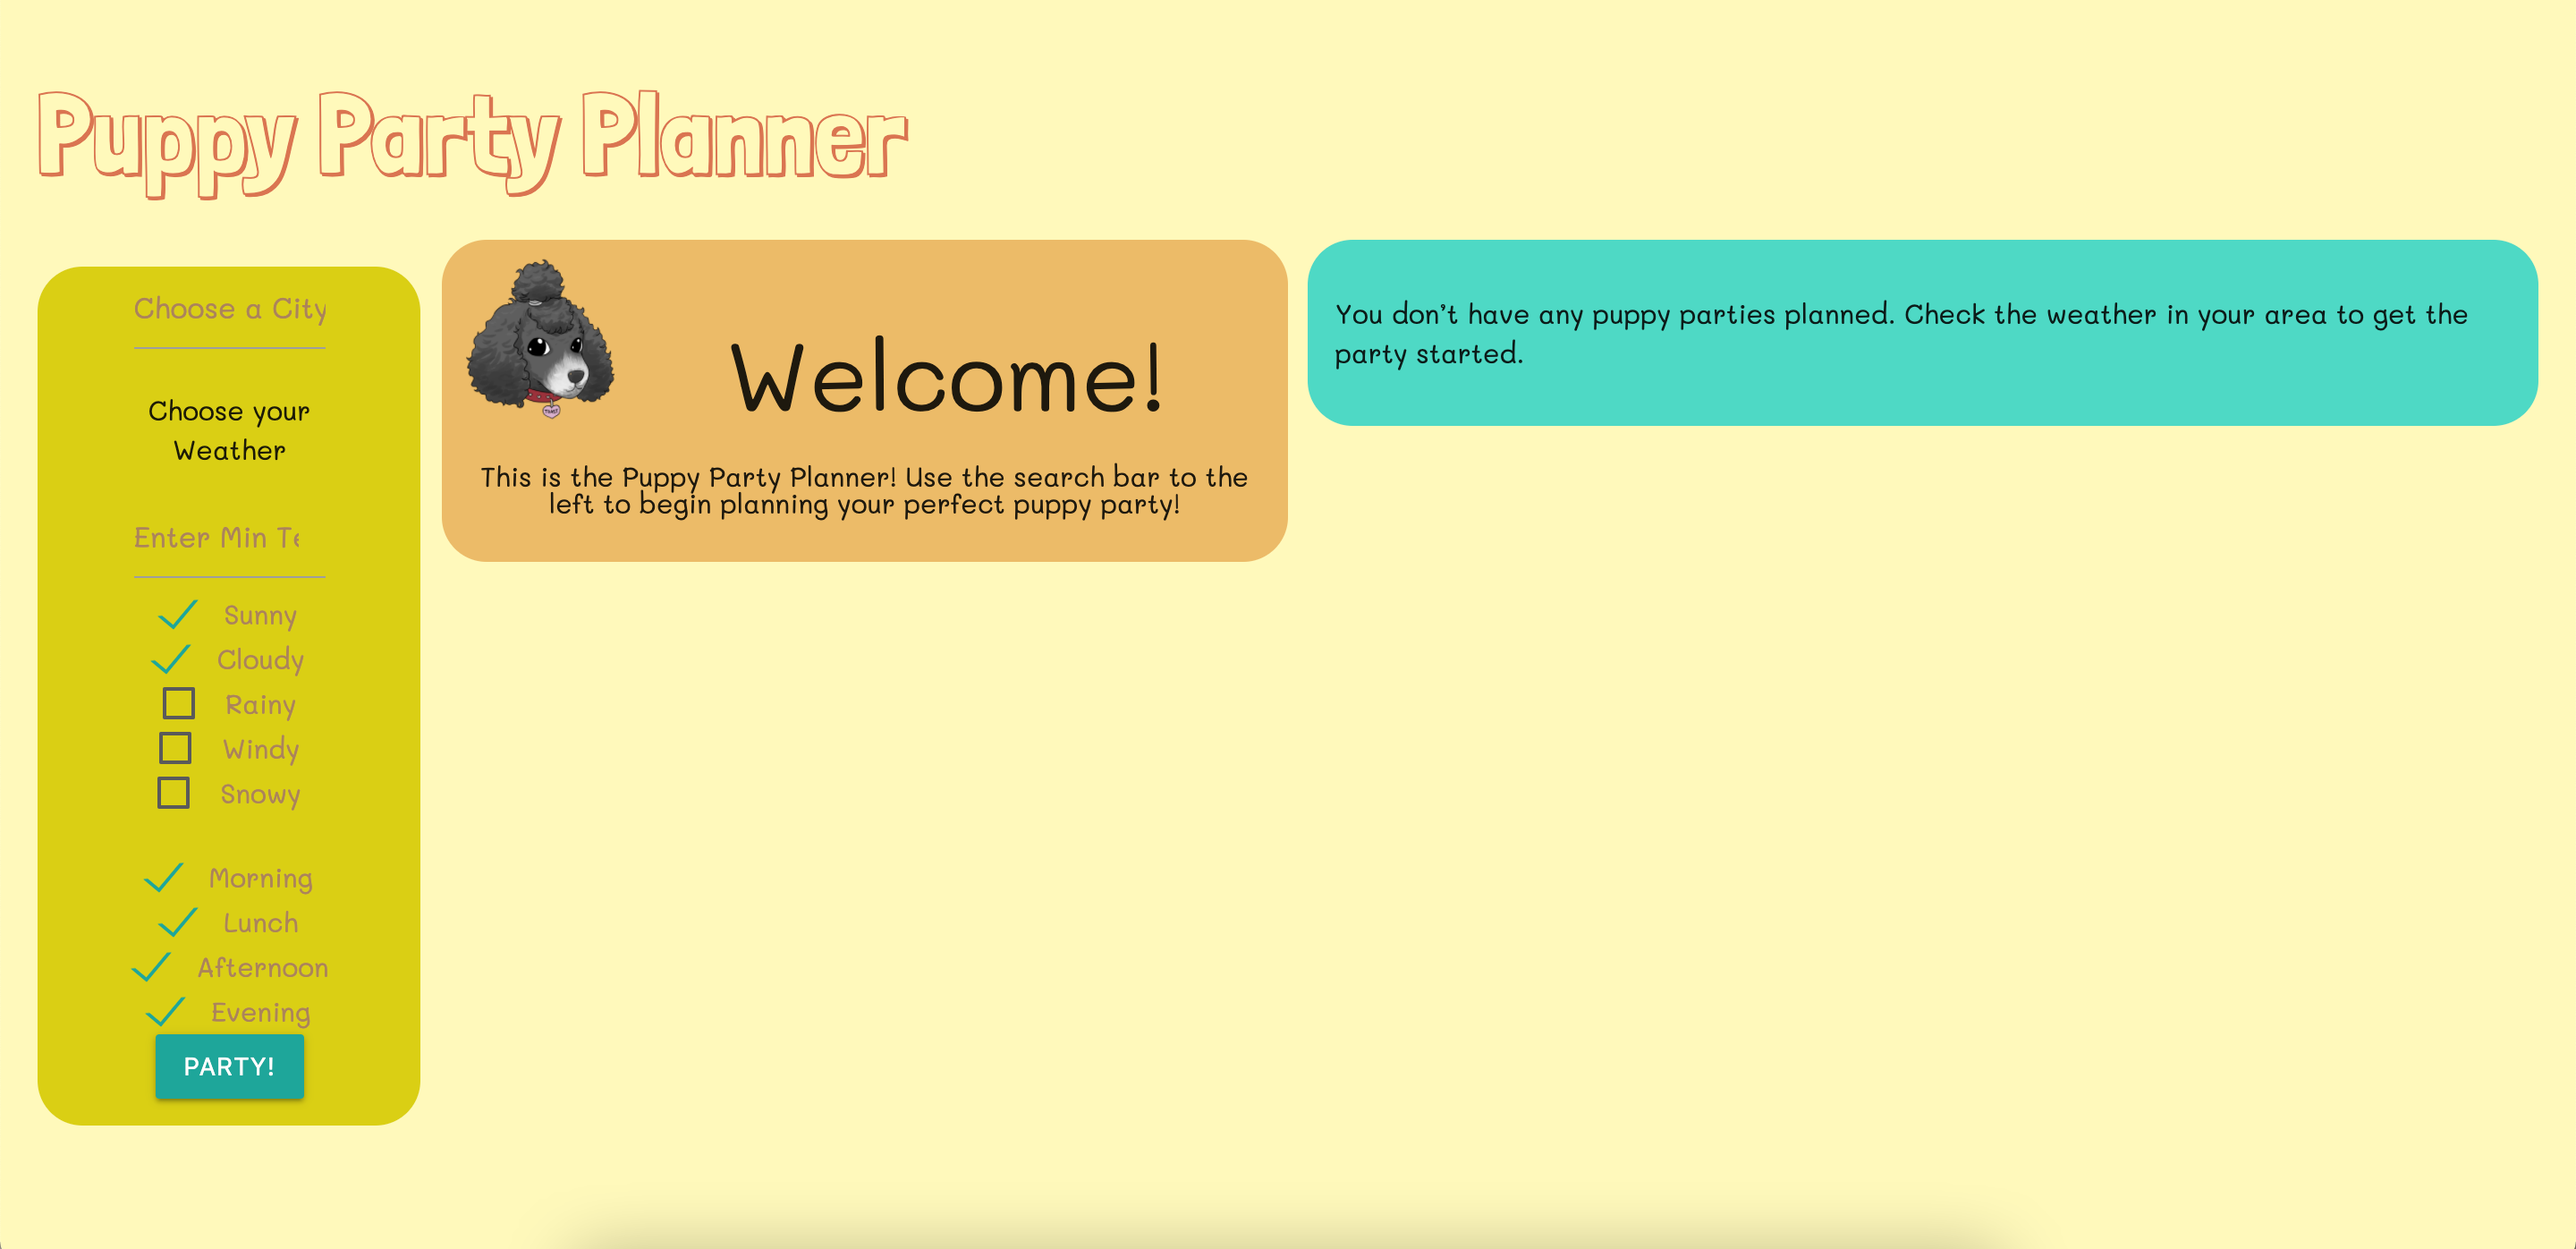 Puppy Party Planner
Choose a City
Choose your
Weather
Enter Min Te
Sunny
Cloudy
Rainy
Windy
Snowy
Morning
Lunch
Afternoon
Evening
PARTY!
Welcome!
This is the Puppy Party Planner! Use the search bar to the
left to begin planning your perfect puppy party!
You don't have any puppy parties planned. Check the weather in your area to get the
party started.